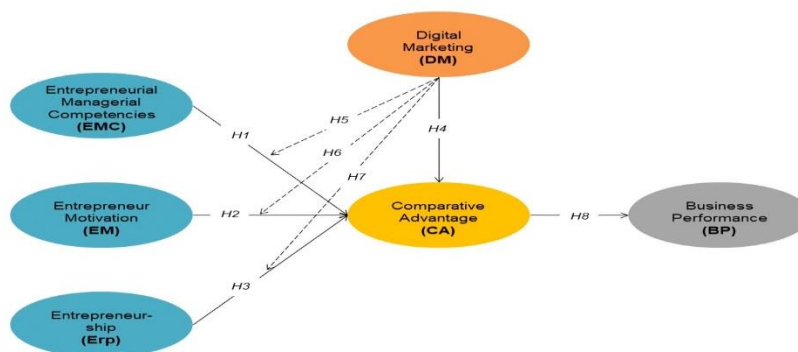 Digital
Marketing
(DM)
Entrepreneurial
Managerial
Competencies
(EMC)
H1
H5
H6
H7
H4
Entrepreneur
Motivation
(EM)
H2
Comparative
Advantage
(CA)
H8
Business
Performance
(BP)
H3
Entrepreneur-
ship
(Erp)